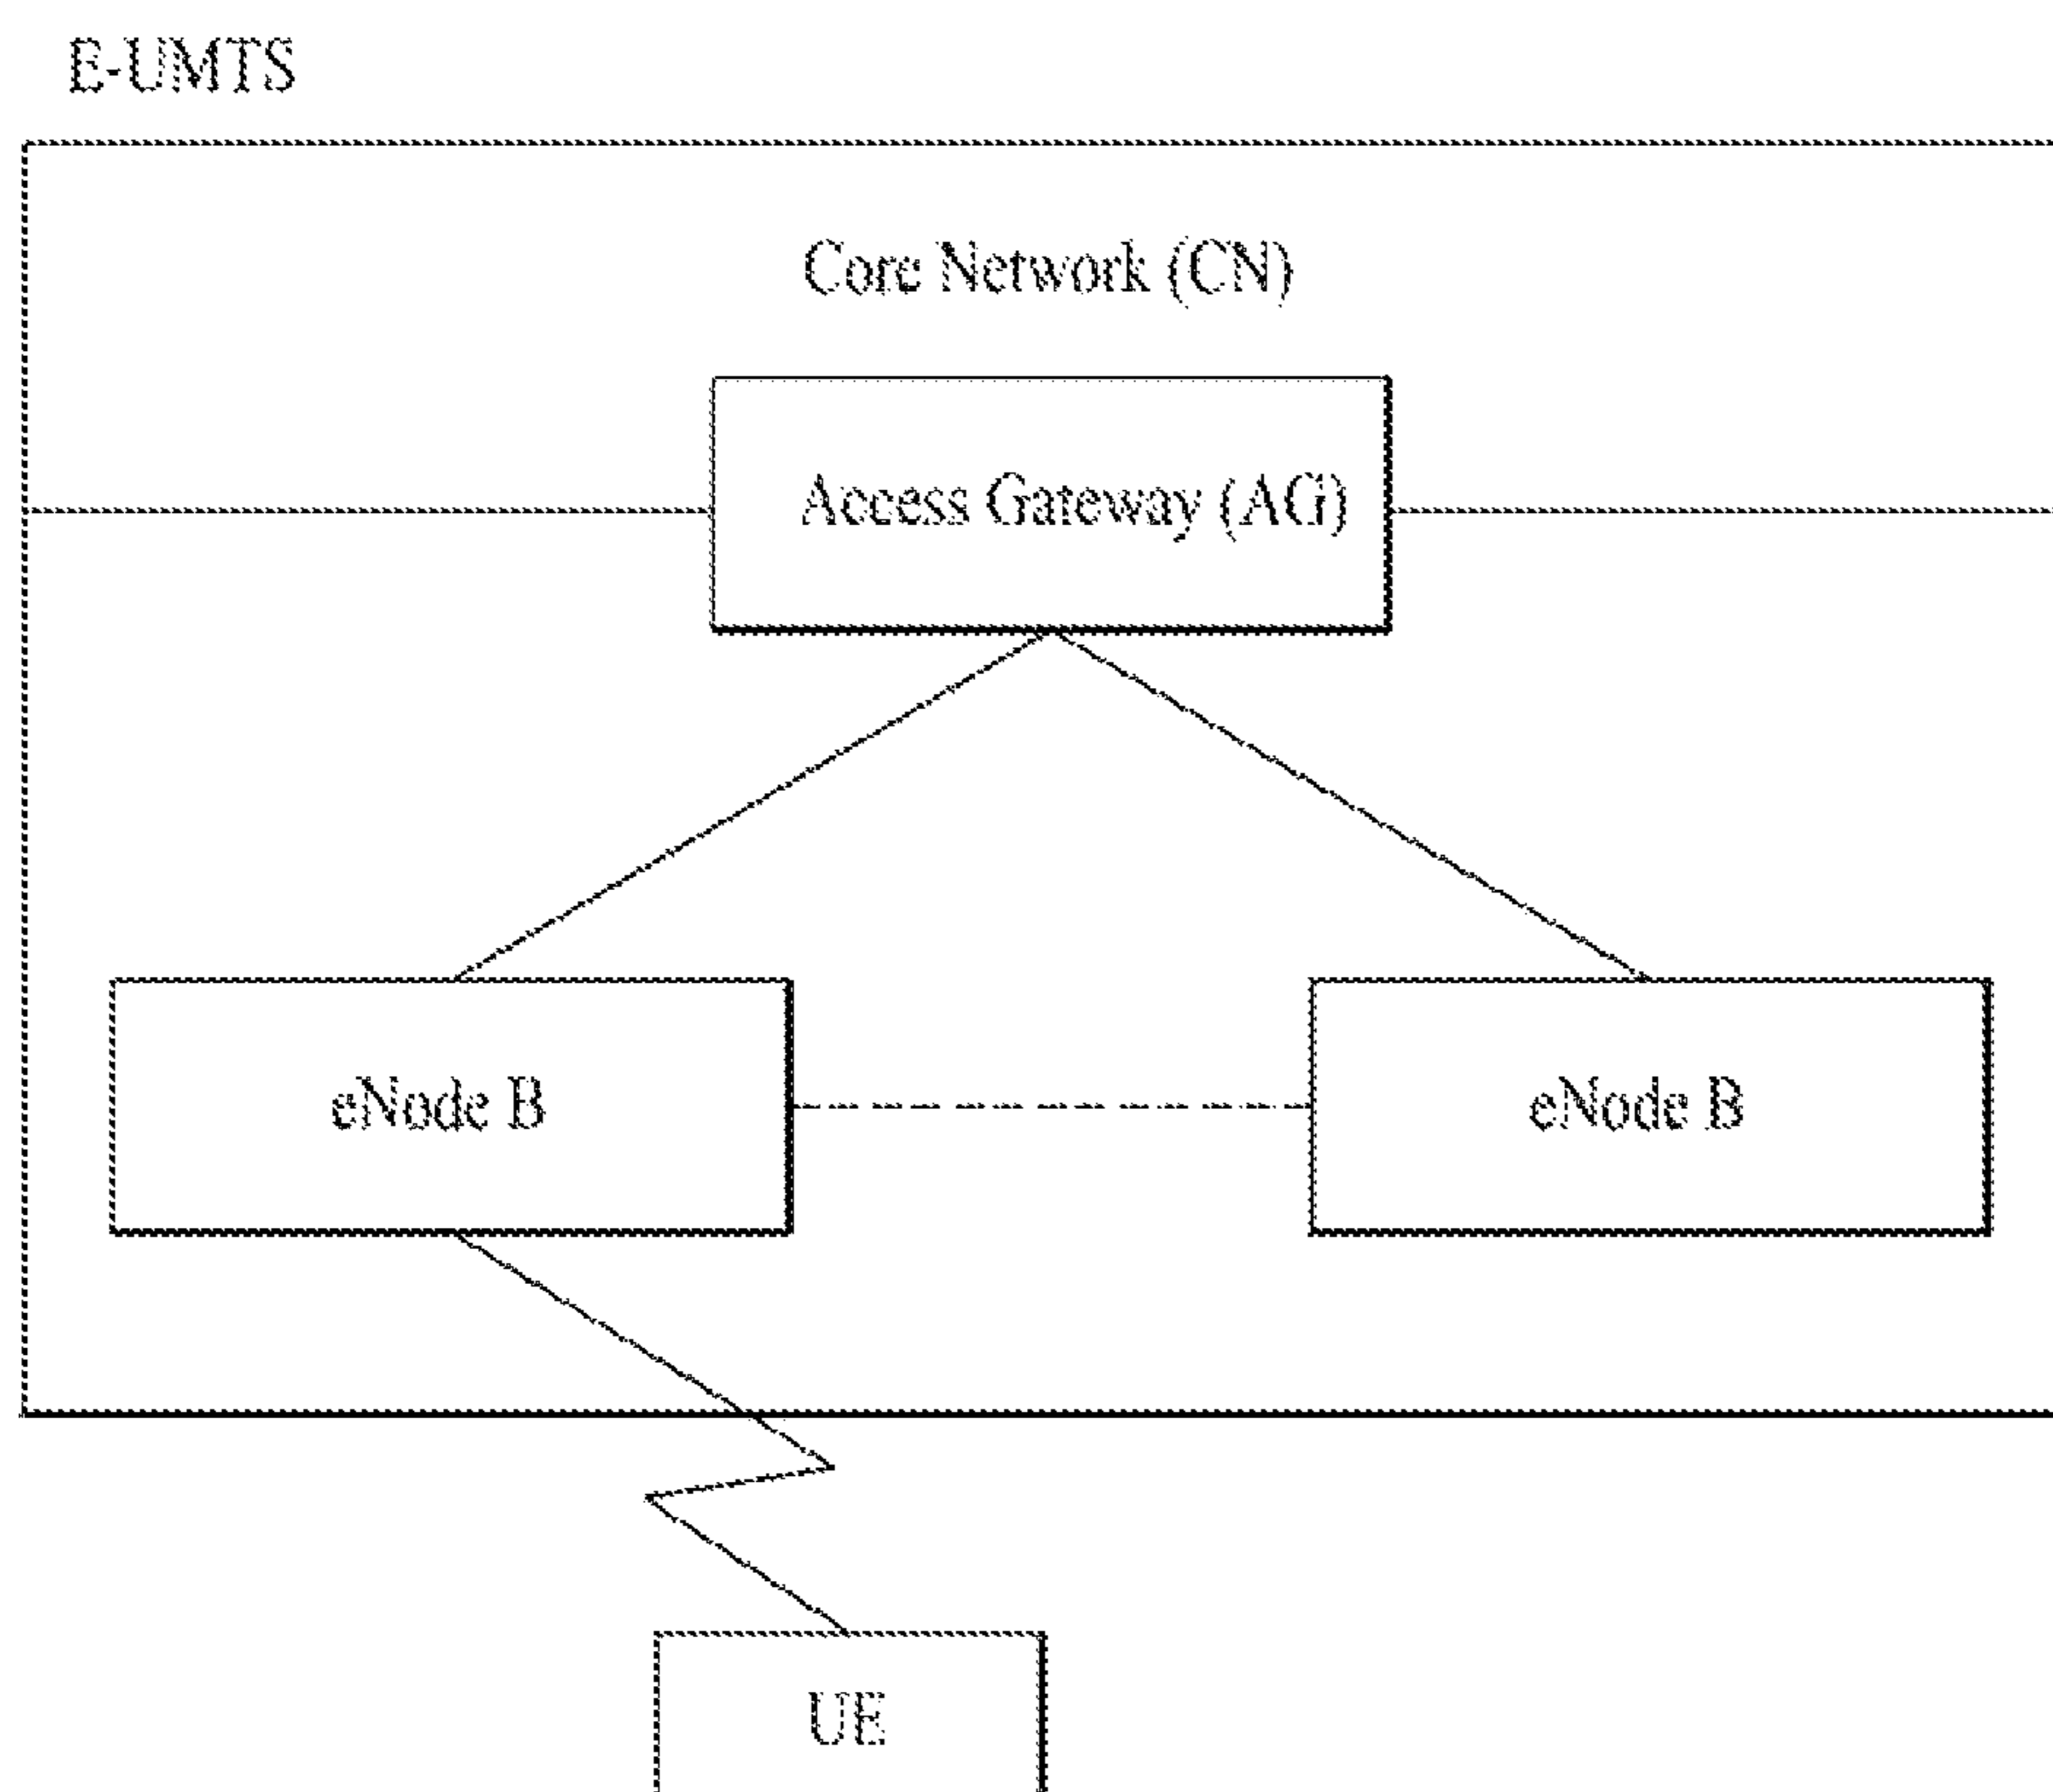 E-UMTS
Core Network (CN)
Access Gateway (AG)
eNode B
eNode B
UE